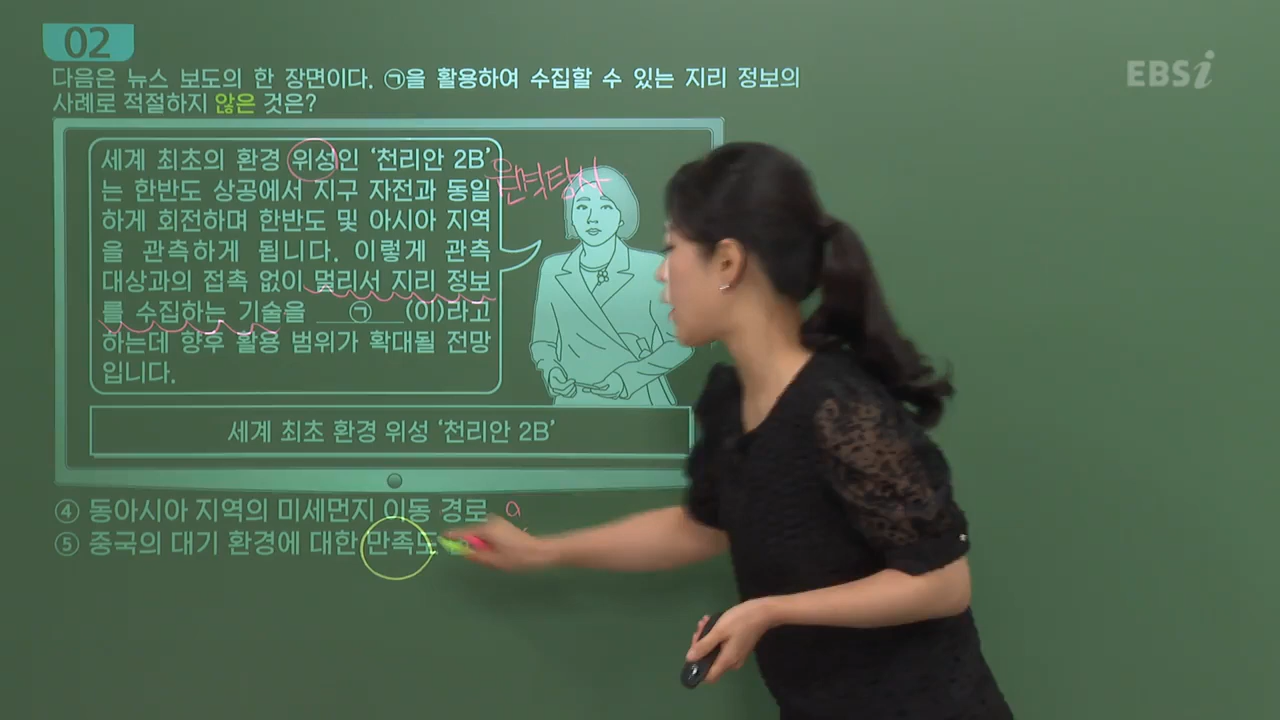 02
EBSi
다음은 뉴스 보도의 한 장면이다. ㉠을 활용하여 수집할 수 있는 지리 정보의
사례로 적절하지 않은 것은?
세계 최초의 환경 위성인 ‘천리안 2B’
원격탐사
는 한반도 상공에서 지구 자전과 동일
하게 회전하며 한반도 및 아시아 지역
을 관측하게 됩니다. 이렇게 관측
대상과의 접촉 없이 멀리서 지리 정보
를 수집하는 기술을 ㉠ (이)라고
하는데 향후 활용 범위가 확대될 전망
입니다.
세계 최초 환경 위성 ‘천리안 2B’
④ 동아시아 지역의 미세먼지 이동 경로
⑤ 중국의 대기 환경에 대한 만족도